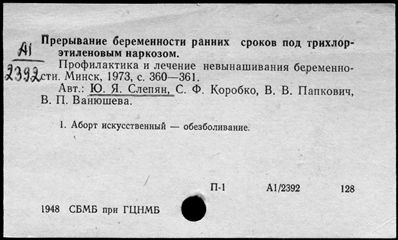 Прерывание беременности ранних сроков под трихлор-
этиленовым наркозом.
А1
2392
Профилактика и лечение невынашивания беременно-
сти. Минск, 1973, с. 360—361.
Авт.: Ю. Я. Слепян, С. Ф. Коробко, В. В. Папкович,
В. П. Ванюшева.
1. Аборт искусственный — обезболивание.
П-1 А1/2392 128
1948 СБМБ при ГЦНМБ